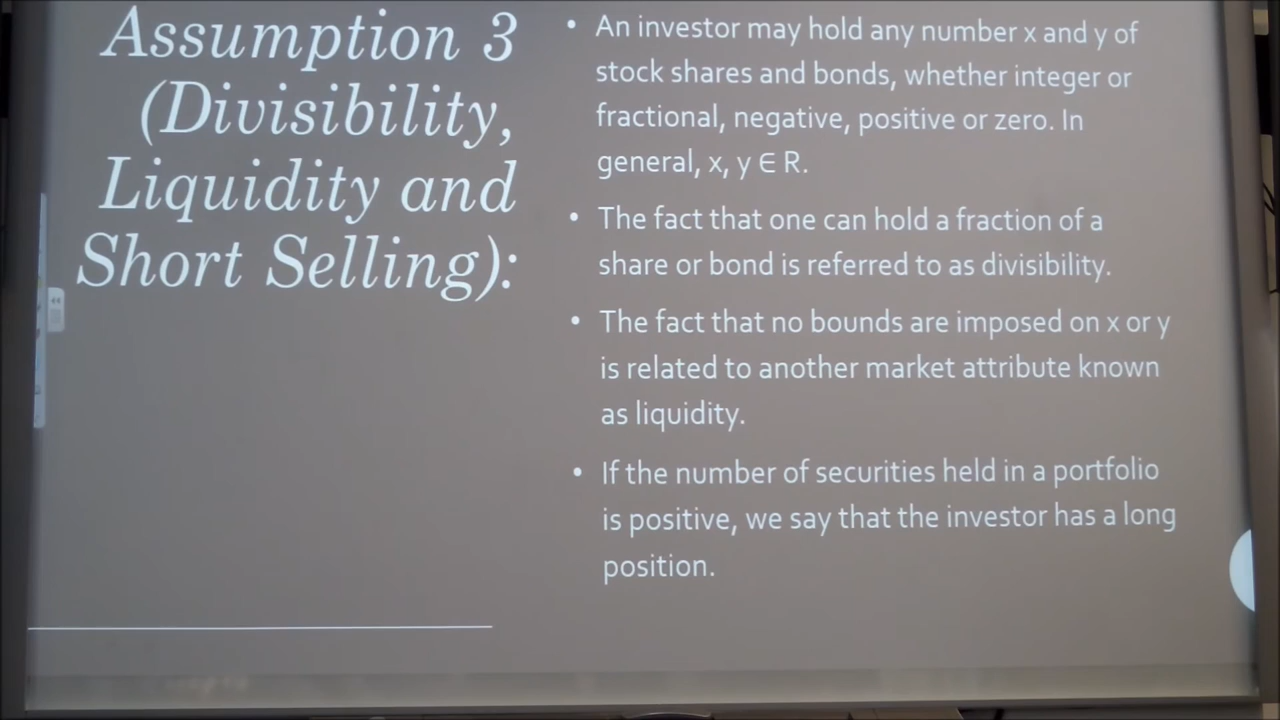 Assumption 3
(Divisibility,
Liquidity and
Short Selling):
• An investor may hold any number x and y of
stock shares and bonds, whether integer or
fractional, negative, positive or zero. In
general, x, y ∈ R.
• The fact that one can hold a fraction of a
share or bond is referred to as divisibility.
• The fact that no bounds are imposed on x or y
is related to another market attribute known
as liquidity.
• If the number of securities held in a portfolio
is positive, we say that the investor has a long
position.